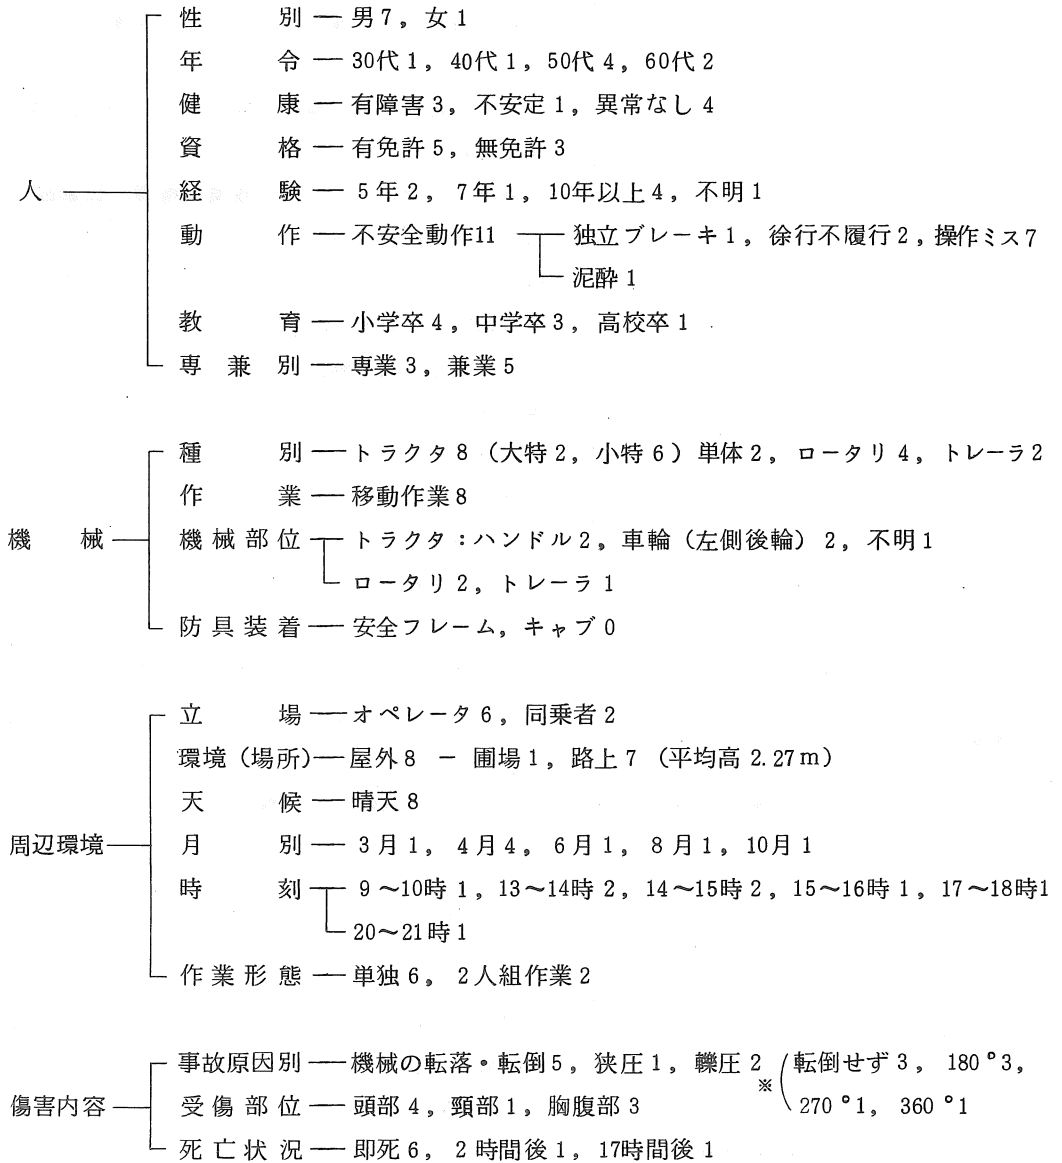 性別 ― 男7，女1
年令 ― 30代1，40代1，50代4，60代2
健康 ― 有障害3，不安定1，異常なし4
資格 ― 有免許5，無免許3
人 経験 ― 5年2，7年1，10年以上4，不明1
動作 ― 不安全動作11 独立ブレーキ1，徐行不履行2，操作ミス7
泥酔1
教育 ― 小学卒4，中学卒3，高校卒1
専兼別 ― 専業3，兼業5
種別 ― トラクタ8（大特2，小特6）単体2，ロータリ4，トレーラ2
作業 ― 移動作業8
機械 機械部位 トラクタ：ハンドル2，車輪（左側後輪）2，不明1
ロータリ2，トレーラ1
防具装着 ― 安全フレーム，キャブ0
立場 ― オペレータ6，同乗者2
環境（場所）― 屋外8 － 圃場1，路上7（平均高2.27m）
天候 ― 晴天8
周辺環境 月別 ― 3月1，4月4，6月1，8月1，10月1
時刻 9～10時1，13～14時2，14～15時2，15～16時1，17～18時1
20～21時1
作業形態 ― 単独6，2人組作業2
事故原因別 ― 機械の転落・転倒5，狭圧1，轢圧2 ※（転倒せず3，180°3，
傷害内容 受傷部位 ― 頭部4，頸部1，胸腹部3 270°1，360°1
死亡状況 ― 即死6，2時間後1，17時間後1